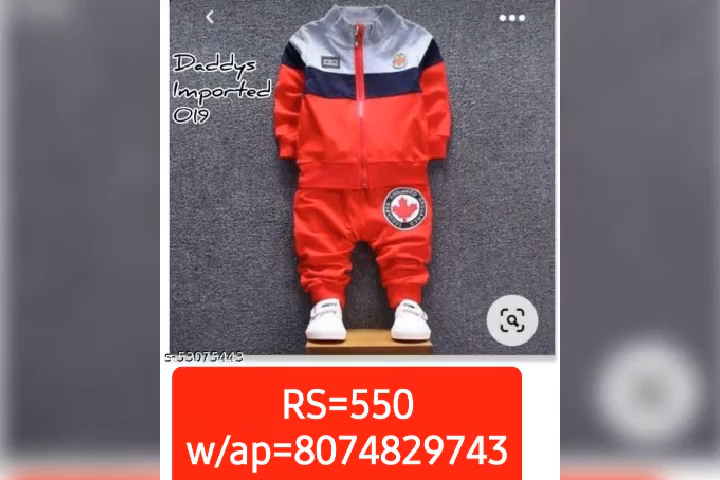 Daddys
Imported
019
s-53075443
RS=550
w/ap=8074829743